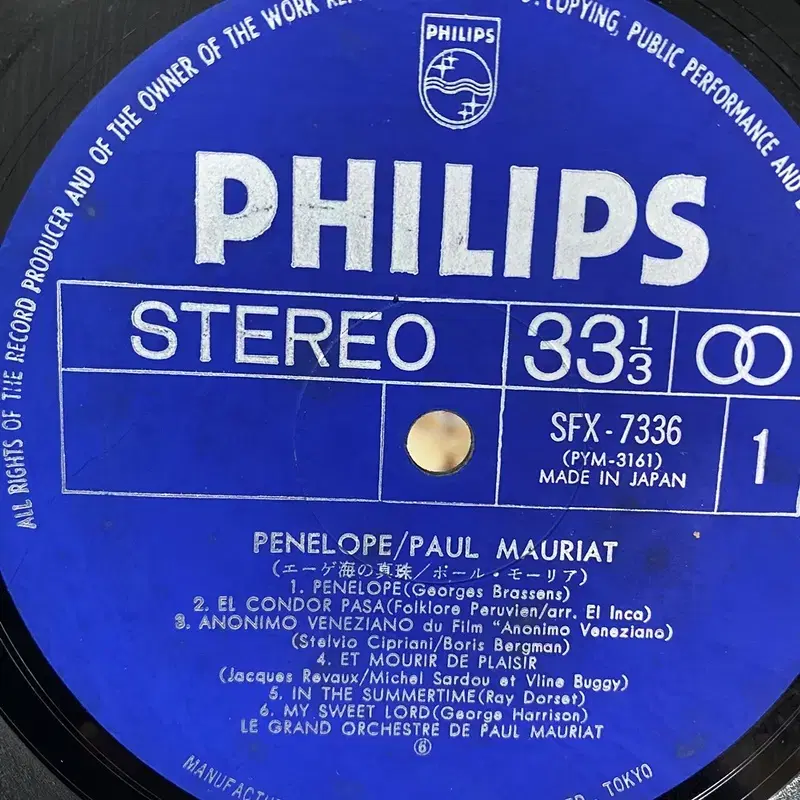 ALL RIGHTS OF THE RECORD PRODUCER AND OF THE OWNER OF THE WORK
COPYING, PUBLIC PERFORMANCE AND
PHILIPS
PHILIPS
STEREO
33 1/3
SFX-7336
(PYM-3161)
MADE IN JAPAN
1
PENELOPE/PAUL MAURIAT
(エーゲ海の真珠/ポール・モーリア)
1. PENELOPE(Georges Brassens)
2. EL CONDOR PASA(Folklore Peruvien/arr. El Inca)
3. ANONIMO VENEZIANO du Film "Anonimo Veneziano)
(Stelvio Cipriani/Boris Bergman)
4. ET MOURIR DE PLAISIR
(Jacques Revaux/Michel Sardou et Vline Buggy)
5. IN THE SUMMERTIME(Ray Dorset)
6. MY SWEET LORD(George Harrison)
LE GRAND ORCHESTRE DE PAUL MAURIAT
⑥
TOKYO